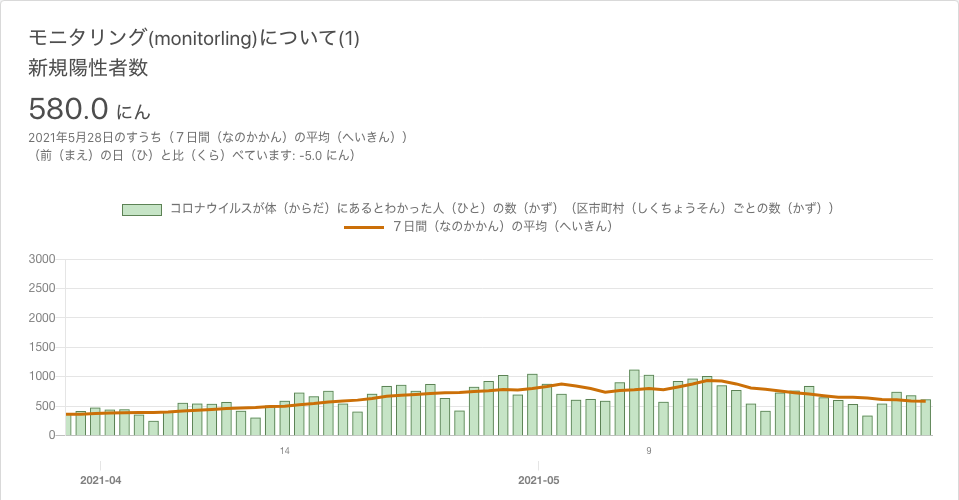 モニタリング(monitorling)について(1)
新規陽性者数
580.0 にん
2021年5月28日のすうち（７日間（なのかかん）の平均（へいきん））
（前（まえ）の日（ひ）と比（くら）べています: -5.0 にん）
コロナウイルスが体（からだ）にあるとわかった人（ひと）の数（かず）（区市町村（しくちょうそん）ごとの数（かず））
７日間（なのかかん）の平均（へいきん）
3000
2500
2000
1500
1000
500
0
14 9
2021-04 2021-05